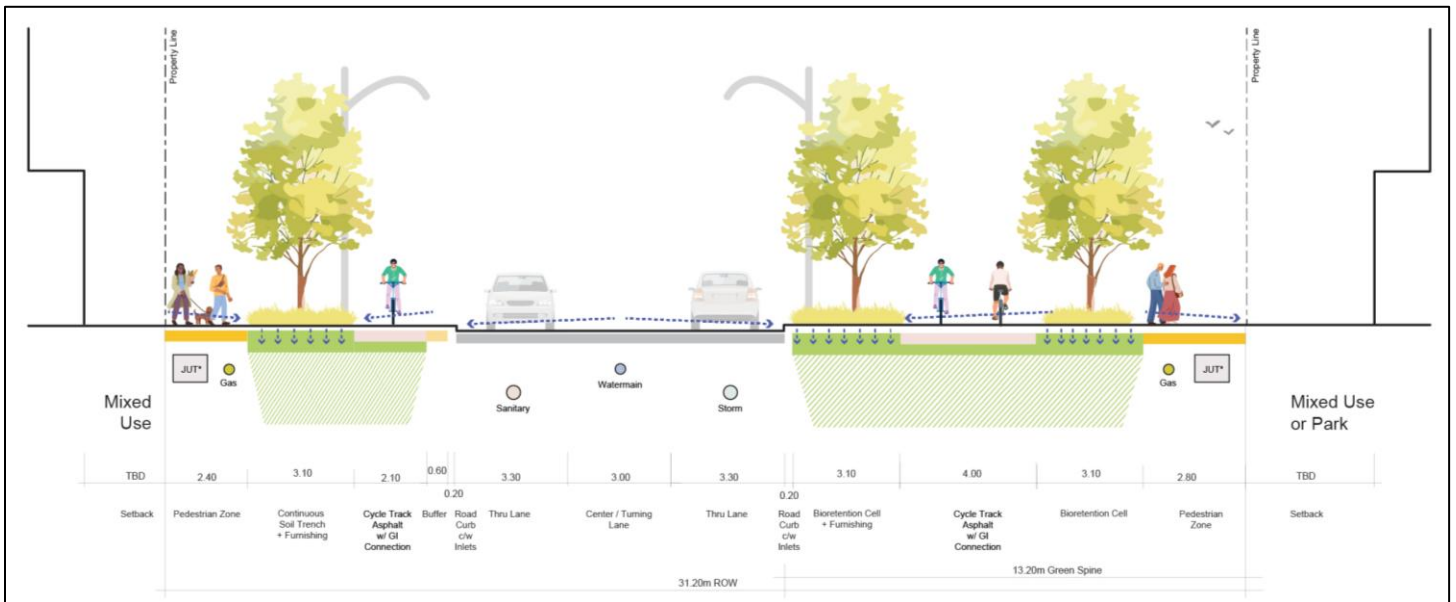 Property Line
Property Line
JUT*
Gas
Sanitary
Watermain
Storm
Gas
JUT*
Mixed
Use
Mixed Use
or Park
TBD
2.40
3.10
2.10
0.60
0.20
3.30
3.00
3.30
0.20
3.10
4.00
3.10
2.80
TBD
Setback
Pedestrian Zone
Continuous
Soil Trench
+ Furnishing
Cycle Track
Asphalt
w/ GI
Connection
Buffer
Road
Curb
c/w
Inlets
Thru Lane
Center / Turning
Lane
Thru Lane
Road
Curb
c/w
Inlets
Bioretention Cell
+ Furnishing
Cycle Track
Asphalt
w/ GI
Connection
Bioretention Cell
Pedestrian
Zone
Setback
13.20m Green Spine
31.20m ROW